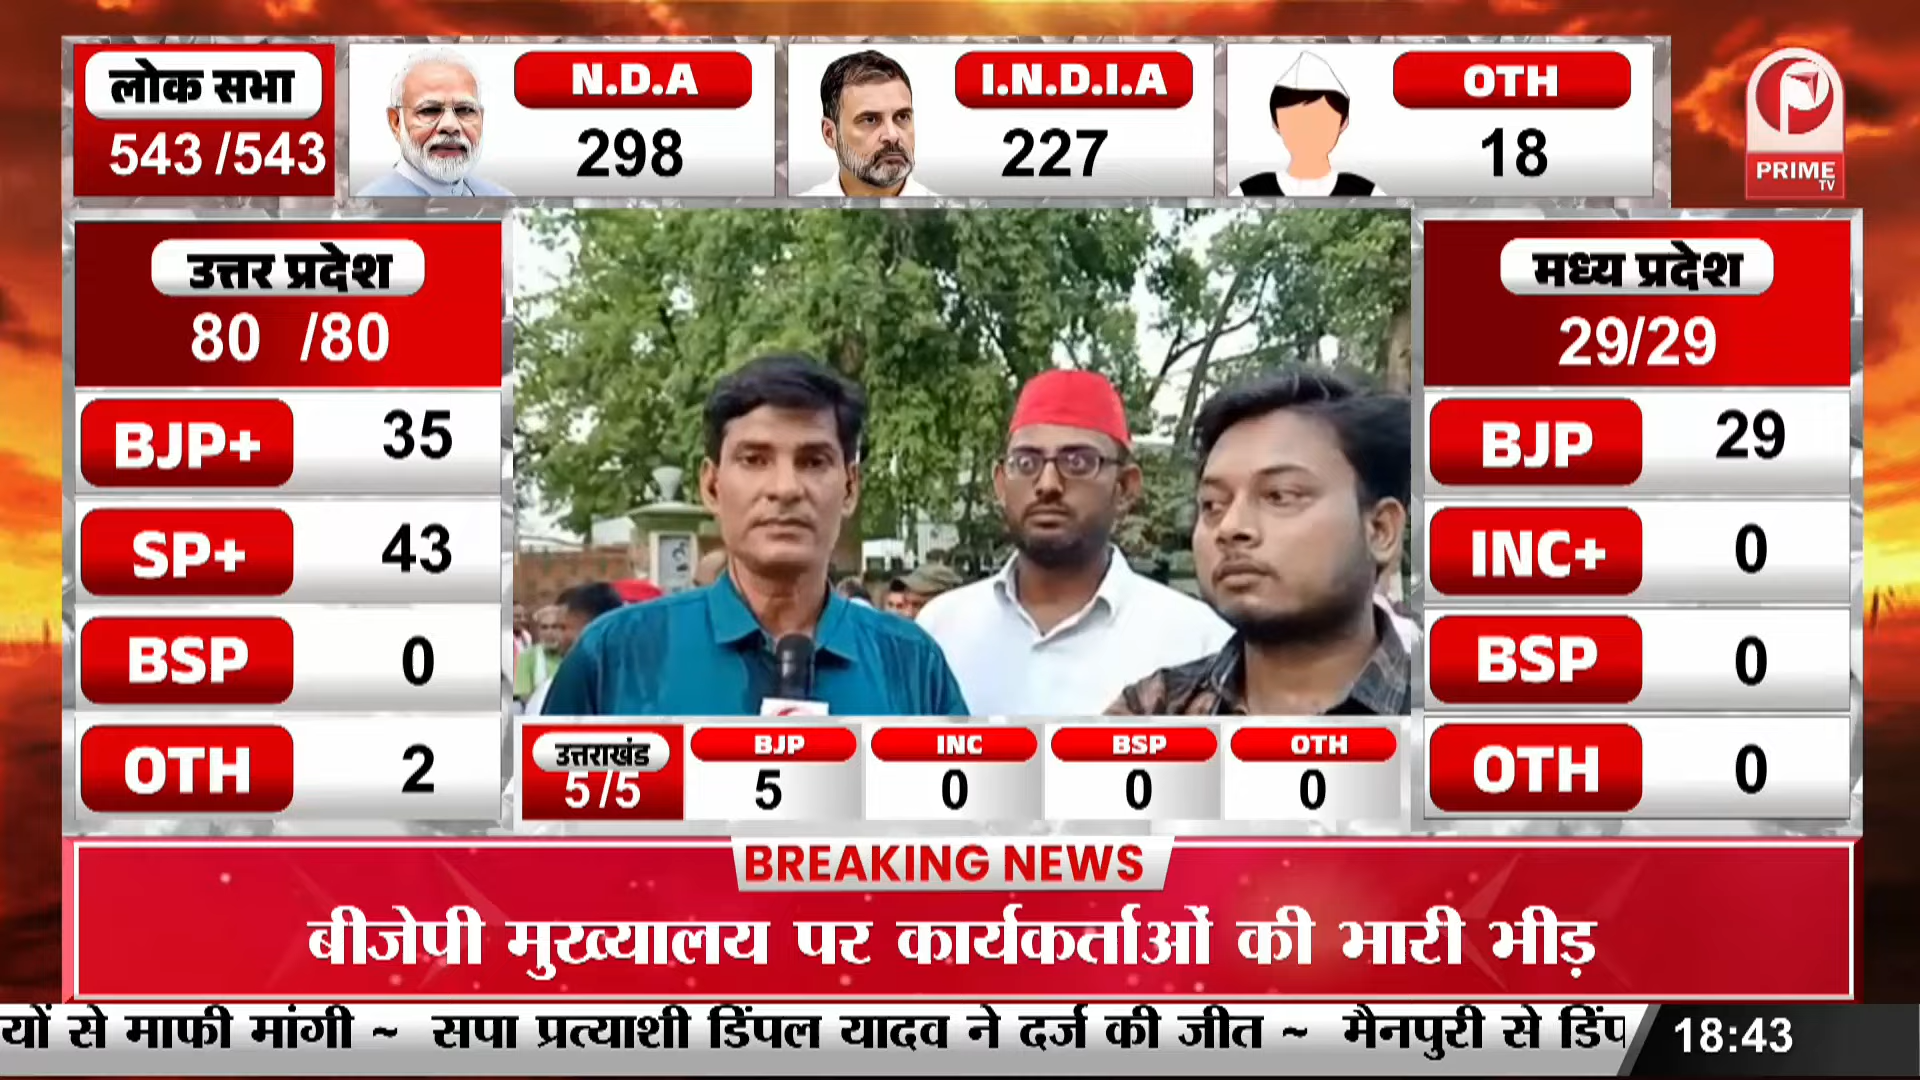 लोक सभा
543 /543
N.D.A
298
I.N.D.I.A
227
OTH
18
PRIME
TV
उत्तर प्रदेश
80 /80
BJP+ 35
SP+ 43
BSP 0
OTH 2
मध्य प्रदेश
29/29
BJP 29
INC+ 0
BSP 0
OTH 0
उत्तराखंड
5/5
BJP
5
INC
0
BSP
0
OTH
0
BREAKING NEWS
बीजेपी मुख्यालय पर कार्यकर्ताओं की भारी भीड़
यों से माफी मांगी ~ सपा प्रत्याशी डिंपल यादव ने दर्ज की जीत ~ मैनपुरी से डिंप
18:43